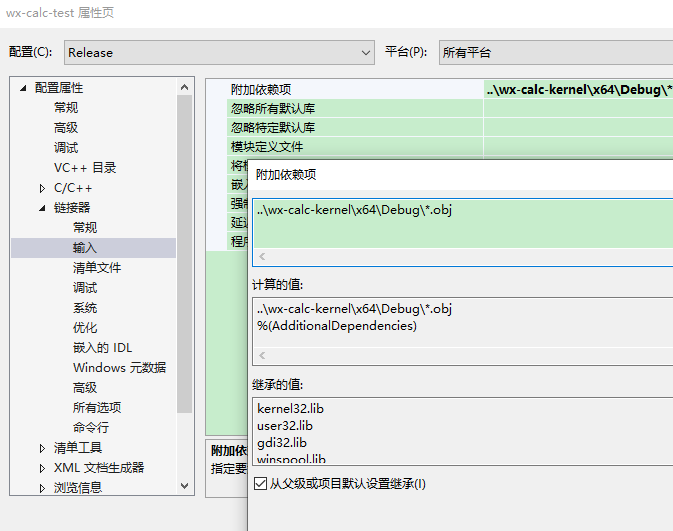 wx-calc-test 属性页
配置(C): Release 平台(P): 所有平台
配置属性
常规
高级
调试
VC++ 目录
C/C++
链接器
常规
输入
清单文件
调试
系统
优化
嵌入的 IDL
Windows 元数据
高级
所有选项
命令行
清单工具
XML 文档生成器
浏览信息
附加依赖项 ..\wx-calc-kernel\x64\Debug\*
忽略所有默认库
忽略特定默认库
模块定义文件
将
嵌入
强制
延迟
程序
附加依
指定要
附加依赖项
..\wx-calc-kernel\x64\Debug\*.obj
计算的值:
..\wx-calc-kernel\x64\Debug\*.obj
%(AdditionalDependencies)
继承的值:
kernel32.lib
user32.lib
gdi32.lib
winspool.lib
从父级或项目默认设置继承(I)